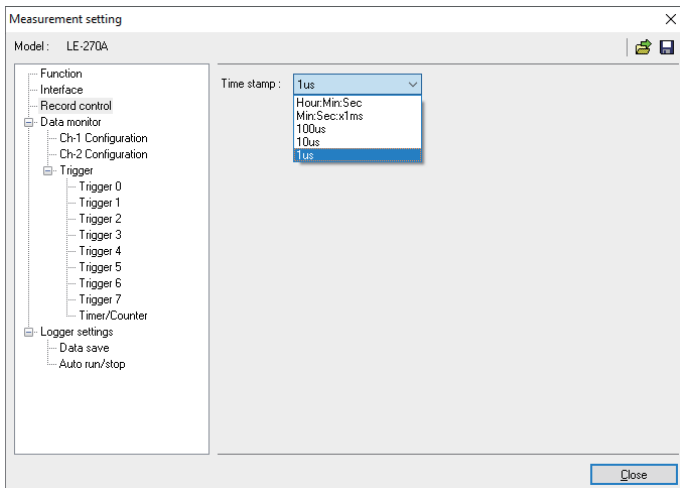 Measurement setting
Model : LE-270A
Function
Interface
Record control
Data monitor
Ch-1 Configuration
Ch-2 Configuration
Trigger
Trigger 0
Trigger 1
Trigger 2
Trigger 3
Trigger 4
Trigger 5
Trigger 6
Trigger 7
Timer/Counter
Logger settings
Data save
Auto run/stop
Time stamp : 1us
Hour:Min:Sec
Min:Sec:x1ms
100us
10us
1us
Close